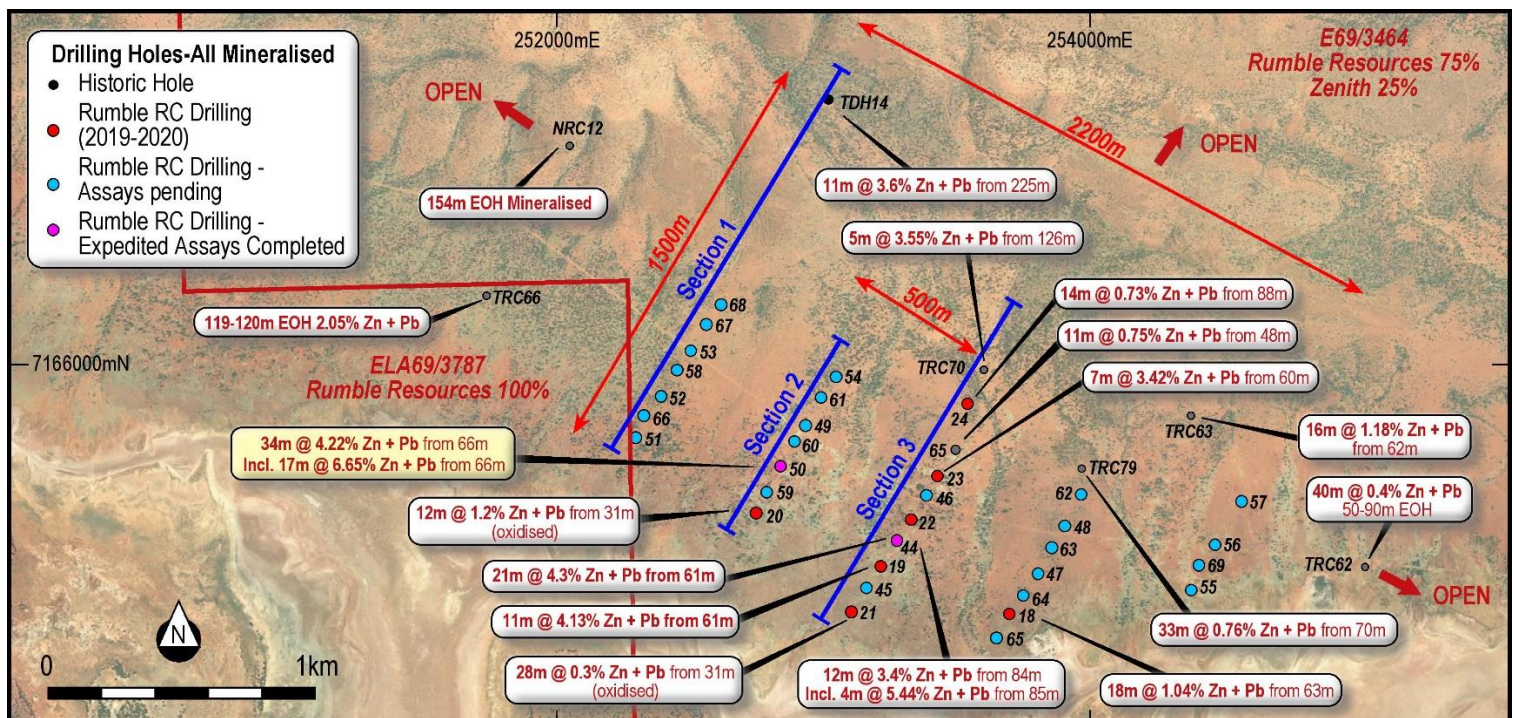 Drilling Holes-All Mineralised
Historic Hole
Rumble RC Drilling
(2019-2020)
Rumble RC Drilling -
Assays pending
Rumble RC Drilling -
Expedited Assays Completed
252000mE
254000mE
E69/3464
Rumble Resources 75%
Zenith 25%
OPEN
NRC12
154m EOH Mineralised
TDH14
11m @ 3.6% Zn + Pb from 225m
2200m
OPEN
1500m
Section 1
5m @ 3.55% Zn + Pb from 126m
500m
TRC66
119-120m EOH 2.05% Zn + Pb
14m @ 0.73% Zn + Pb from 88m
11m @ 0.75% Zn + Pb from 48m
7m @ 3.42% Zn + Pb from 60m
7166000mN
ELA69/3787
Rumble Resources 100%
68
67
53
58
52
66
51
Section 2
54
61
49
60
50
59
20
34m @ 4.22% Zn + Pb from 66m
Incl. 17m @ 6.65% Zn + Pb from 66m
12m @ 1.2% Zn + Pb from 31m
(oxidised)
Section 3
TRC70
24
65
23
46
22
44
19
45
21
21m @ 4.3% Zn + Pb from 61m
11m @ 4.13% Zn + Pb from 61m
28m @ 0.3% Zn + Pb from 31m
(oxidised)
12m @ 3.4% Zn + Pb from 84m
Incl. 4m @ 5.44% Zn + Pb from 85m
TRC79
62
48
63
47
64
18
65
18m @ 1.04% Zn + Pb from 63m
33m @ 0.76% Zn + Pb from 70m
TRC63
16m @ 1.18% Zn + Pb
from 62m
57
56
69
55
40m @ 0.4% Zn + Pb
50-90m EOH
TRC62
OPEN
N
0
1km